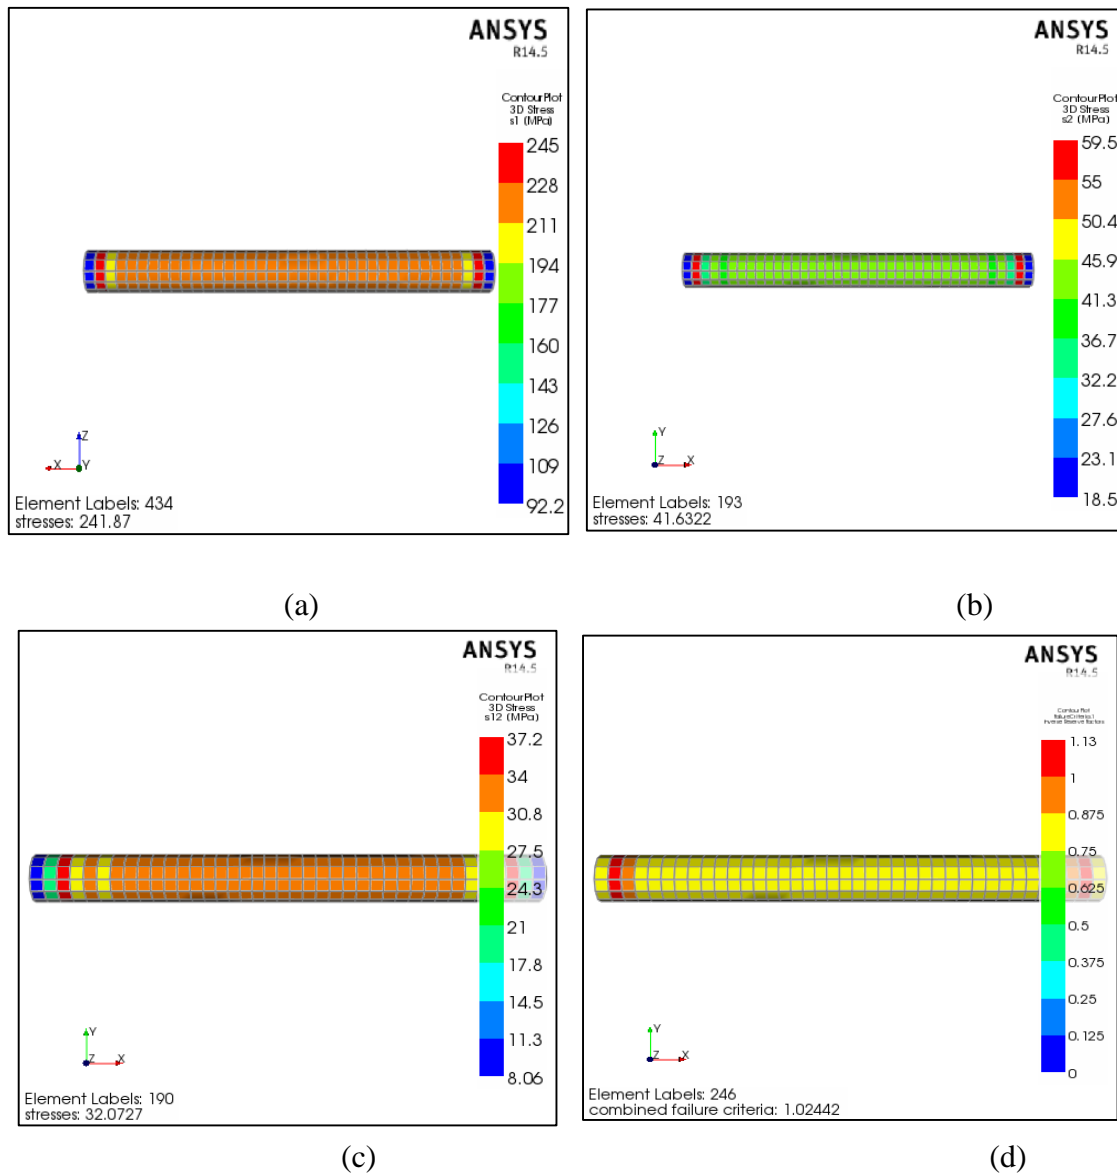 ANSYS
R14.5
ContourPlot
3D Stress
s1 (MPa)
245
228
211
194
177
160
143
126
109
92.2
Z
X
Y
Element Labels: 434
stresses: 241.87
(a)
ANSYS
R14.5
ContourPlot
3D Stress
s2 (MPa)
59.5
55
50.4
45.9
41.3
36.7
32.2
27.6
23.1
18.5
Y
Z
X
Element Labels: 193
stresses: 41.6322
(b)
ANSYS
R14.5
ContourPlot
3D Stress
s12 (MPa)
37.2
34
30.8
27.5
24.3
21
17.8
14.5
11.3
8.06
Y
Z
X
Element Labels: 190
stresses: 32.0727
(c)
ANSYS
R14.5
ContourPlot
FailureCriteria.1
Inverse Reserve Factors
1.13
1
0.875
0.75
0.625
0.5
0.375
0.25
0.125
0
Y
Z
X
Element Labels: 246
combined failure criteria: 1.02442
(d)